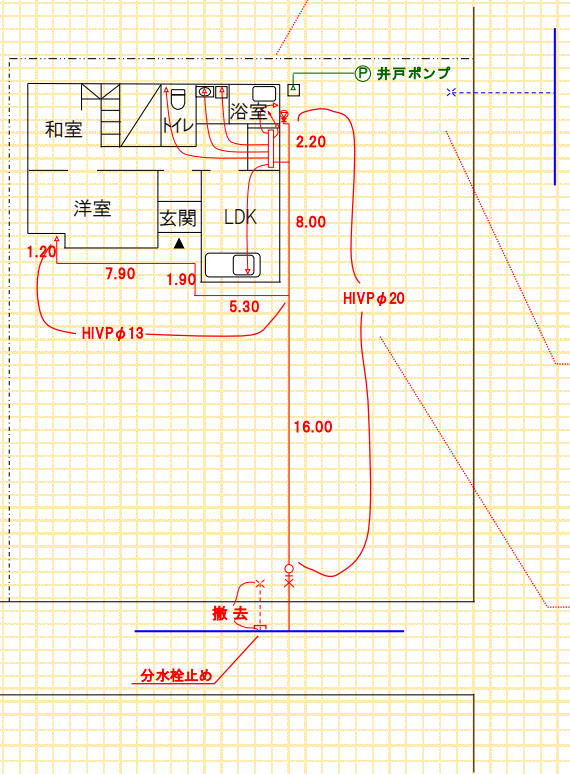 Ⓟ 井戸ポンプ
和室
トイレ
浴室
2.20
洋室
玄関
LDK
8.00
1.20
7.90
1.90
5.30
HIVPφ20
HIVPφ13
16.00
撤去
分水栓止め